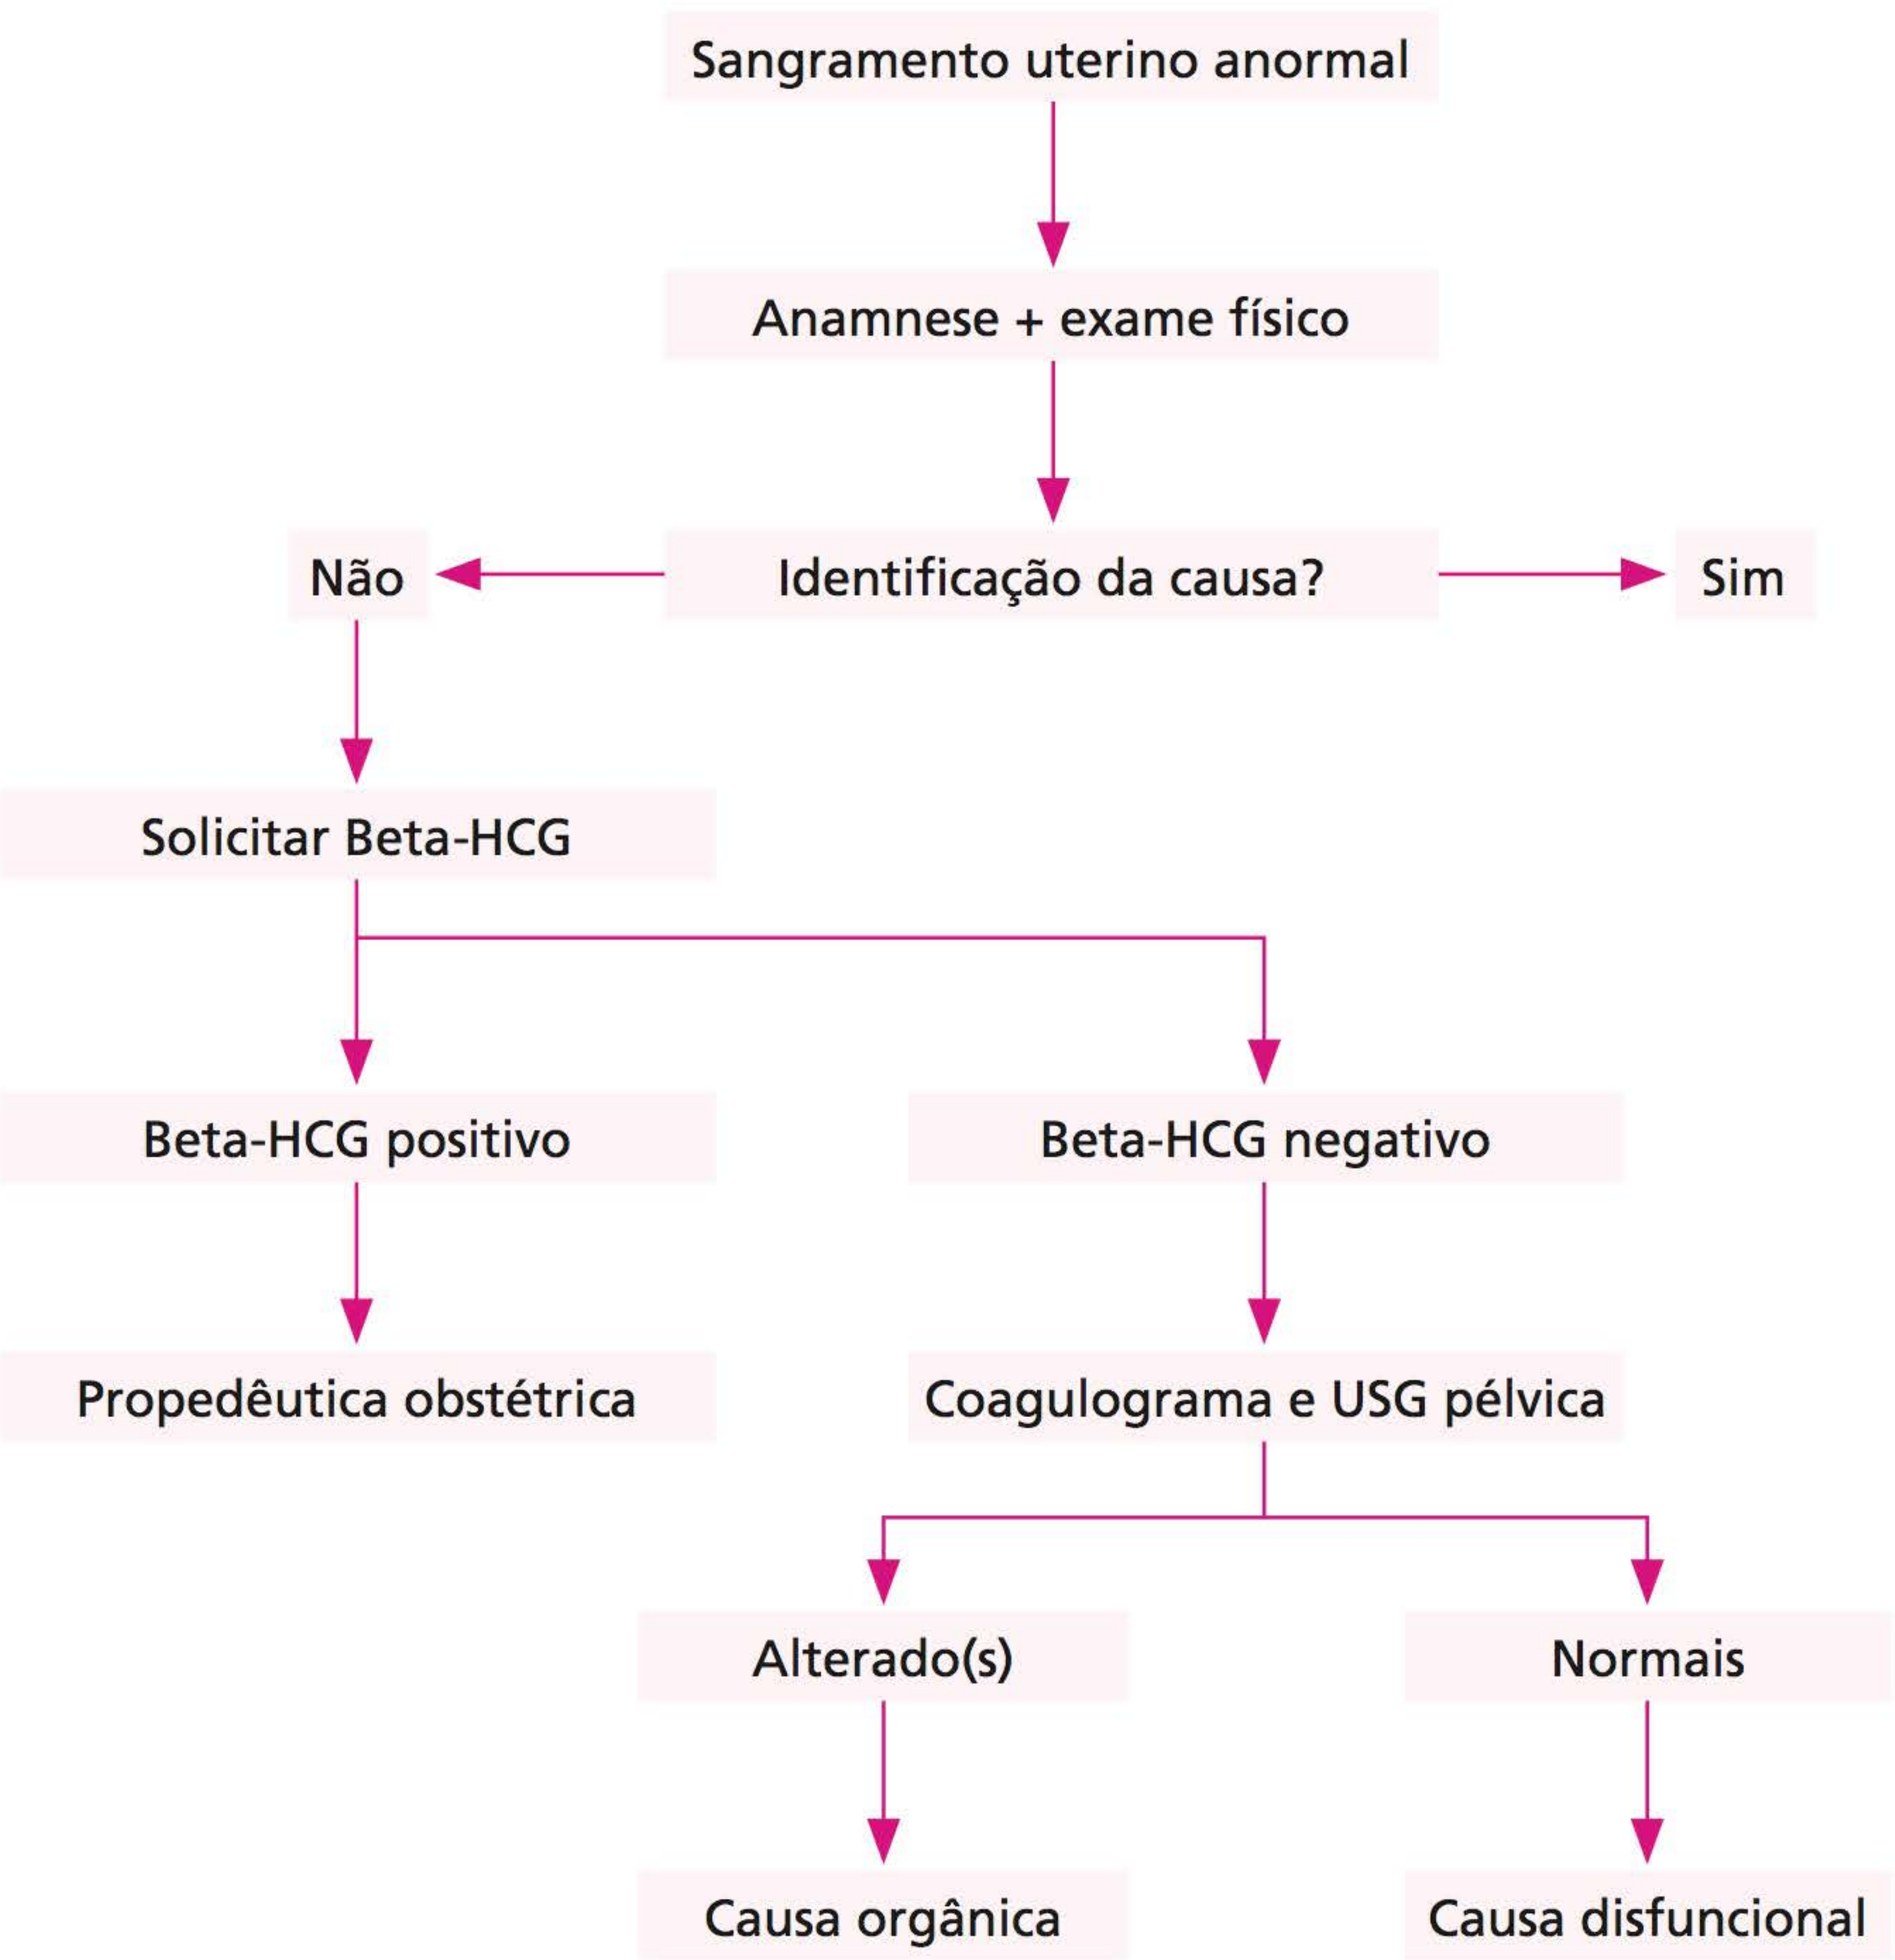 Sangramento uterino anormal
Anamnese + exame físico
Não
Identificação da causa?
Sim
Solicitar Beta-HCG
Beta-HCG positivo
Beta-HCG negativo
Propedêutica obstétrica
Coagulograma e USG pélvica
Alterado(s)
Normais
Causa orgânica
Causa disfuncional